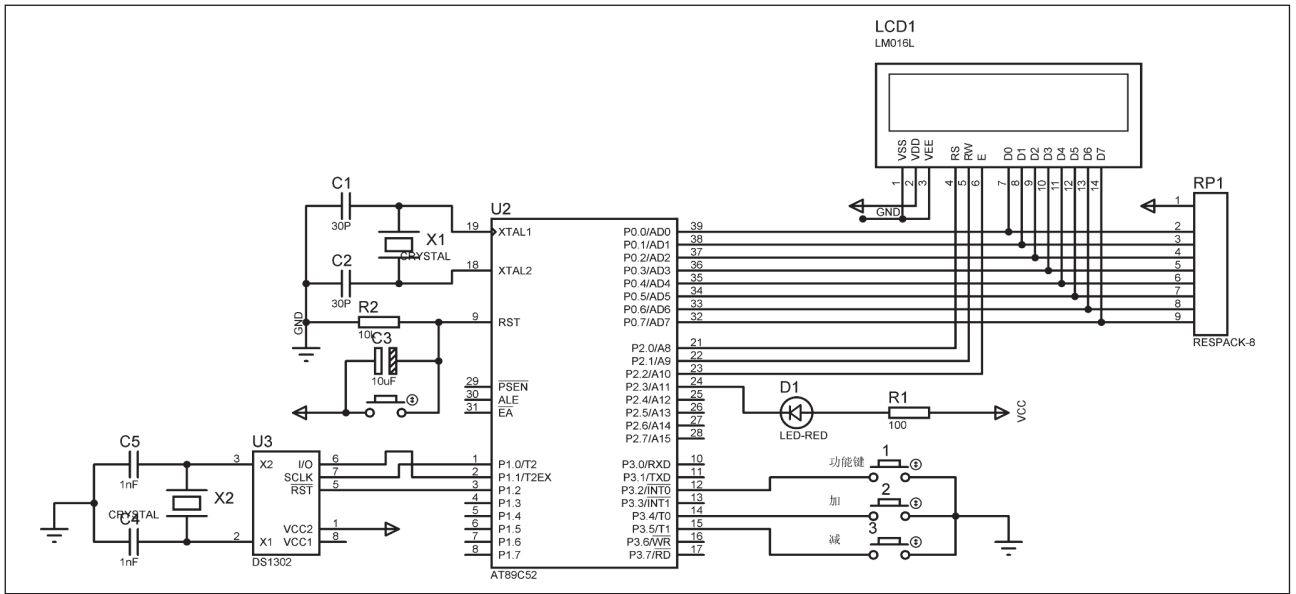 LCD1
LM016L
VSS
VDD
VEE
RS
RW
E
D0
D1
D2
D3
D4
D5
D6
D7
1
2
3
4
5
6
7
8
9
10
11
12
13
14
GND
RP1
1
2
3
4
5
6
7
8
9
RESPACK-8
C1
30P
X1
CRYSTAL
C2
30P
GND
R2
10k
C3
10uF
U2
19
XTAL1
18
XTAL2
9
RST
29
PSEN
30
ALE
31
EA
1
P1.0/T2
2
P1.1/T2EX
3
P1.2
4
P1.3
5
P1.4
6
P1.5
7
P1.6
8
P1.7
P0.0/AD0
39
P0.1/AD1
38
P0.2/AD2
37
P0.3/AD3
36
P0.4/AD4
35
P0.5/AD5
34
P0.6/AD6
33
P0.7/AD7
32
P2.0/A8
21
P2.1/A9
22
P2.2/A10
23
P2.3/A11
24
P2.4/A12
25
P2.5/A13
26
P2.6/A14
27
P2.7/A15
28
P3.0/RXD
10
P3.1/TXD
11
P3.2/INT0
12
P3.3/INT1
13
P3.4/T0
14
P3.5/T1
15
P3.6/WR
16
P3.7/RD
17
AT89C52
D1
LED-RED
R1
100
VCC
功能键
1
加
2
减
3
C5
1nF
X2
CRYSTAL
C4
1nF
U3
3
X2
2
X1
I/O
6
SCLK
7
RST
5
VCC2
1
VCC1
8
DS1302